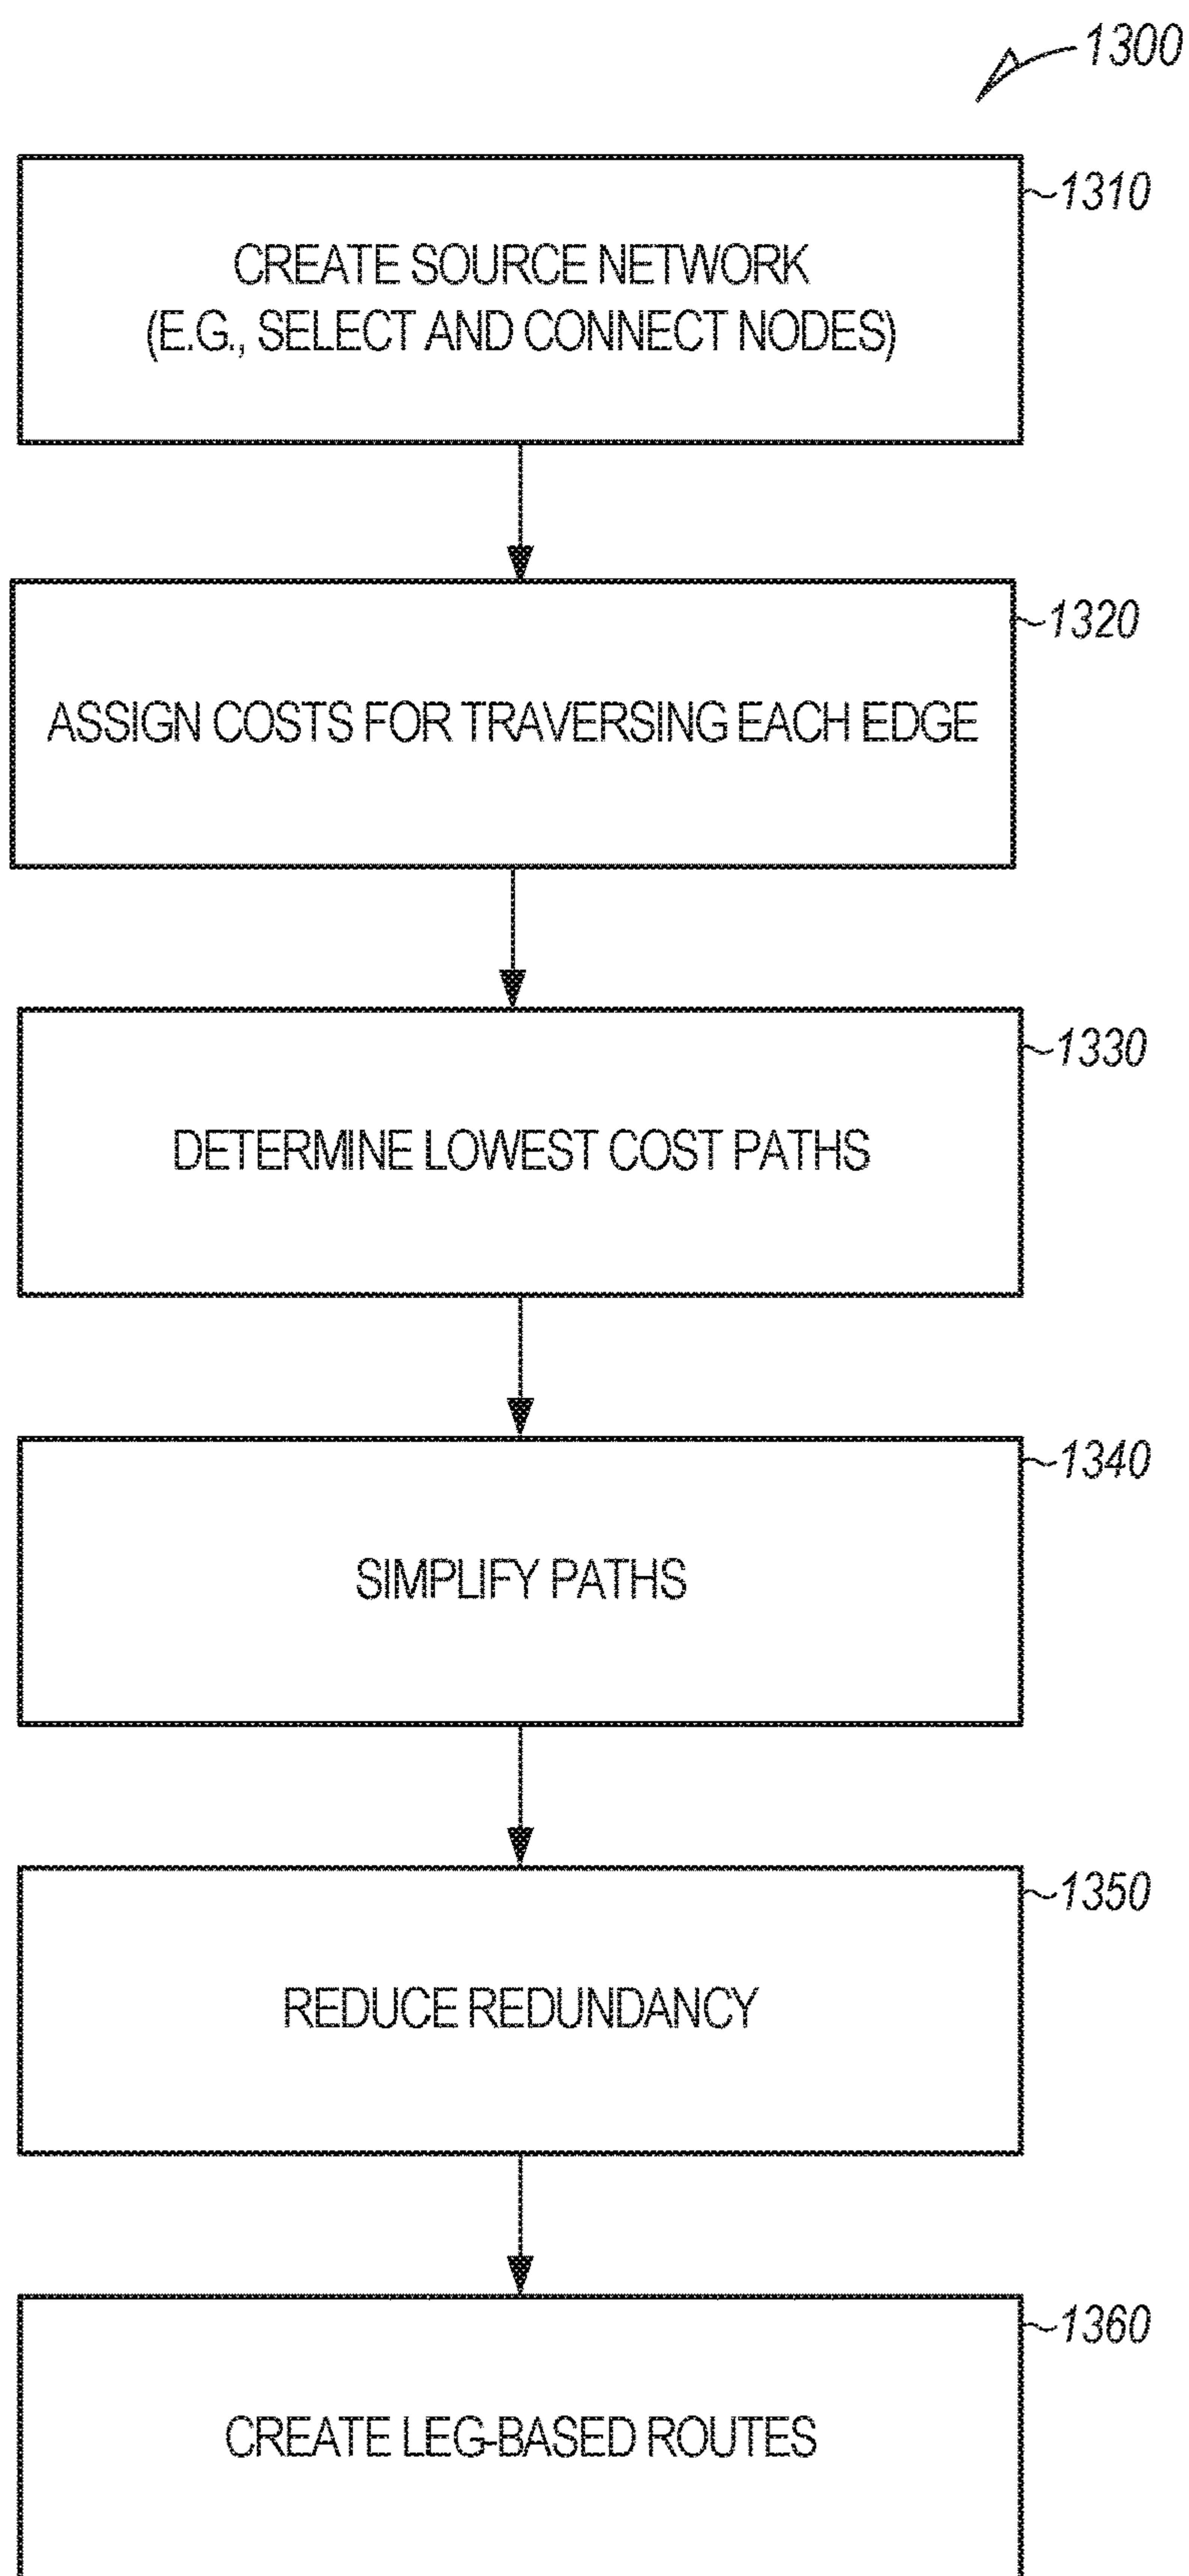 1300
1310
CREATE SOURCE NETWORK
(E.G., SELECT AND CONNECT NODES)
1320
ASSIGN COSTS FOR TRAVERSING EACH EDGE
1330
DETERMINE LOWEST COST PATHS
1340
SIMPLIFY PATHS
1350
REDUCE REDUNDANCY
1360
CREATE LEG-BASED ROUTES